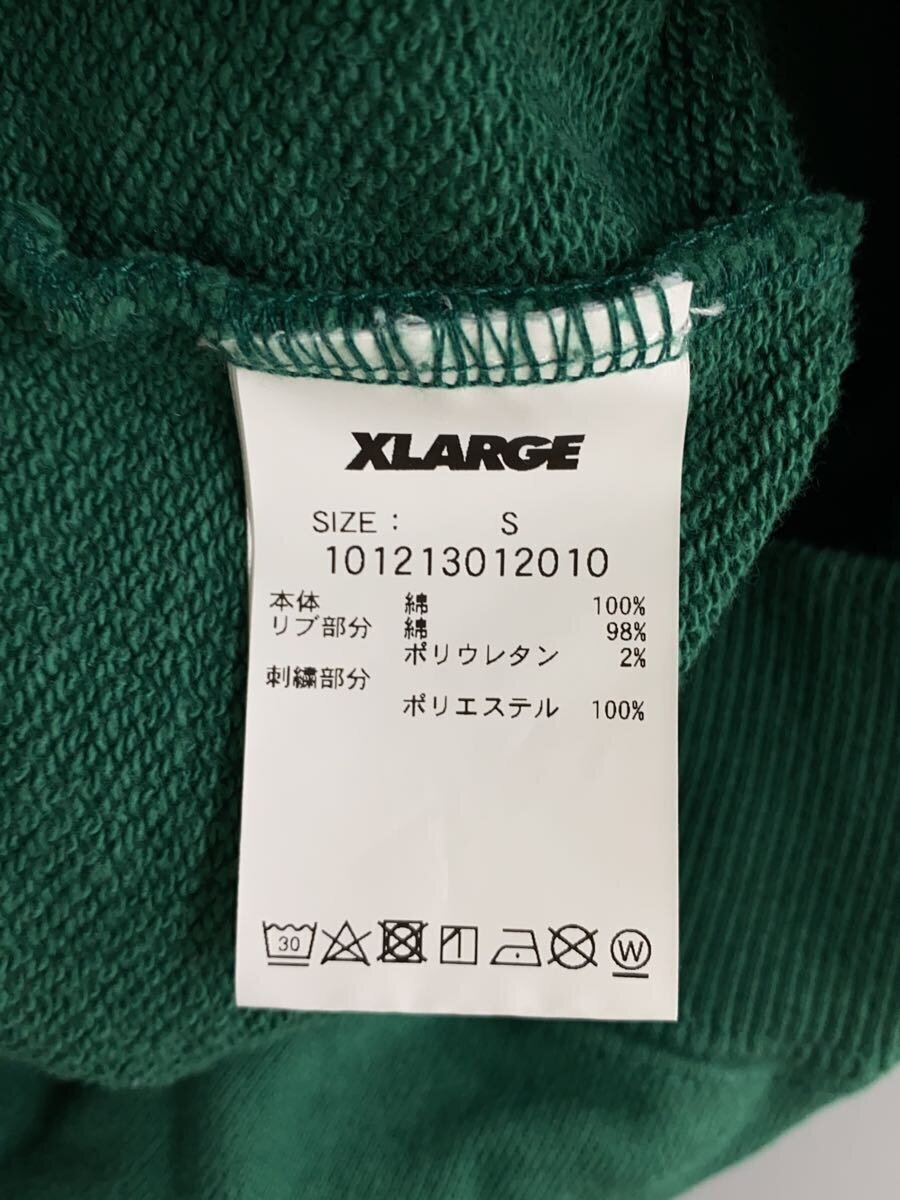 XLARGE
SIZE : S
101213012010
本体 綿 100%
リブ部分 綿 98%
ポリウレタン 2%
刺繍部分
ポリエステル 100%
30
W